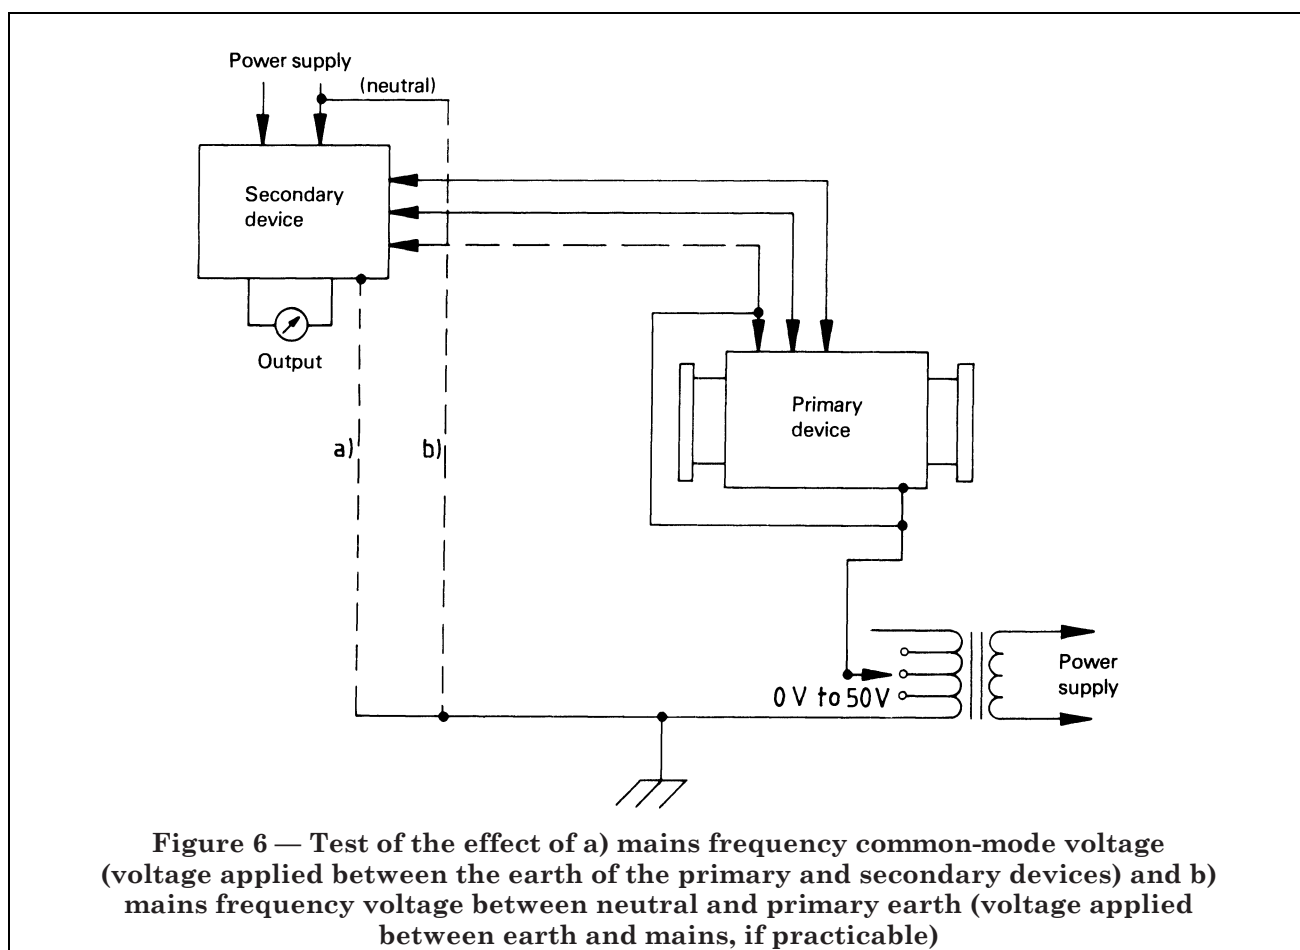 Power supply
(neutral)
Secondary
device
Output
a)
b)
Primary
device
0 V to 50 V
Power
supply
Figure 6 — Test of the effect of a) mains frequency common-mode voltage
(voltage applied between the earth of the primary and secondary devices) and b)
mains frequency voltage between neutral and primary earth (voltage applied
between earth and mains, if practicable)